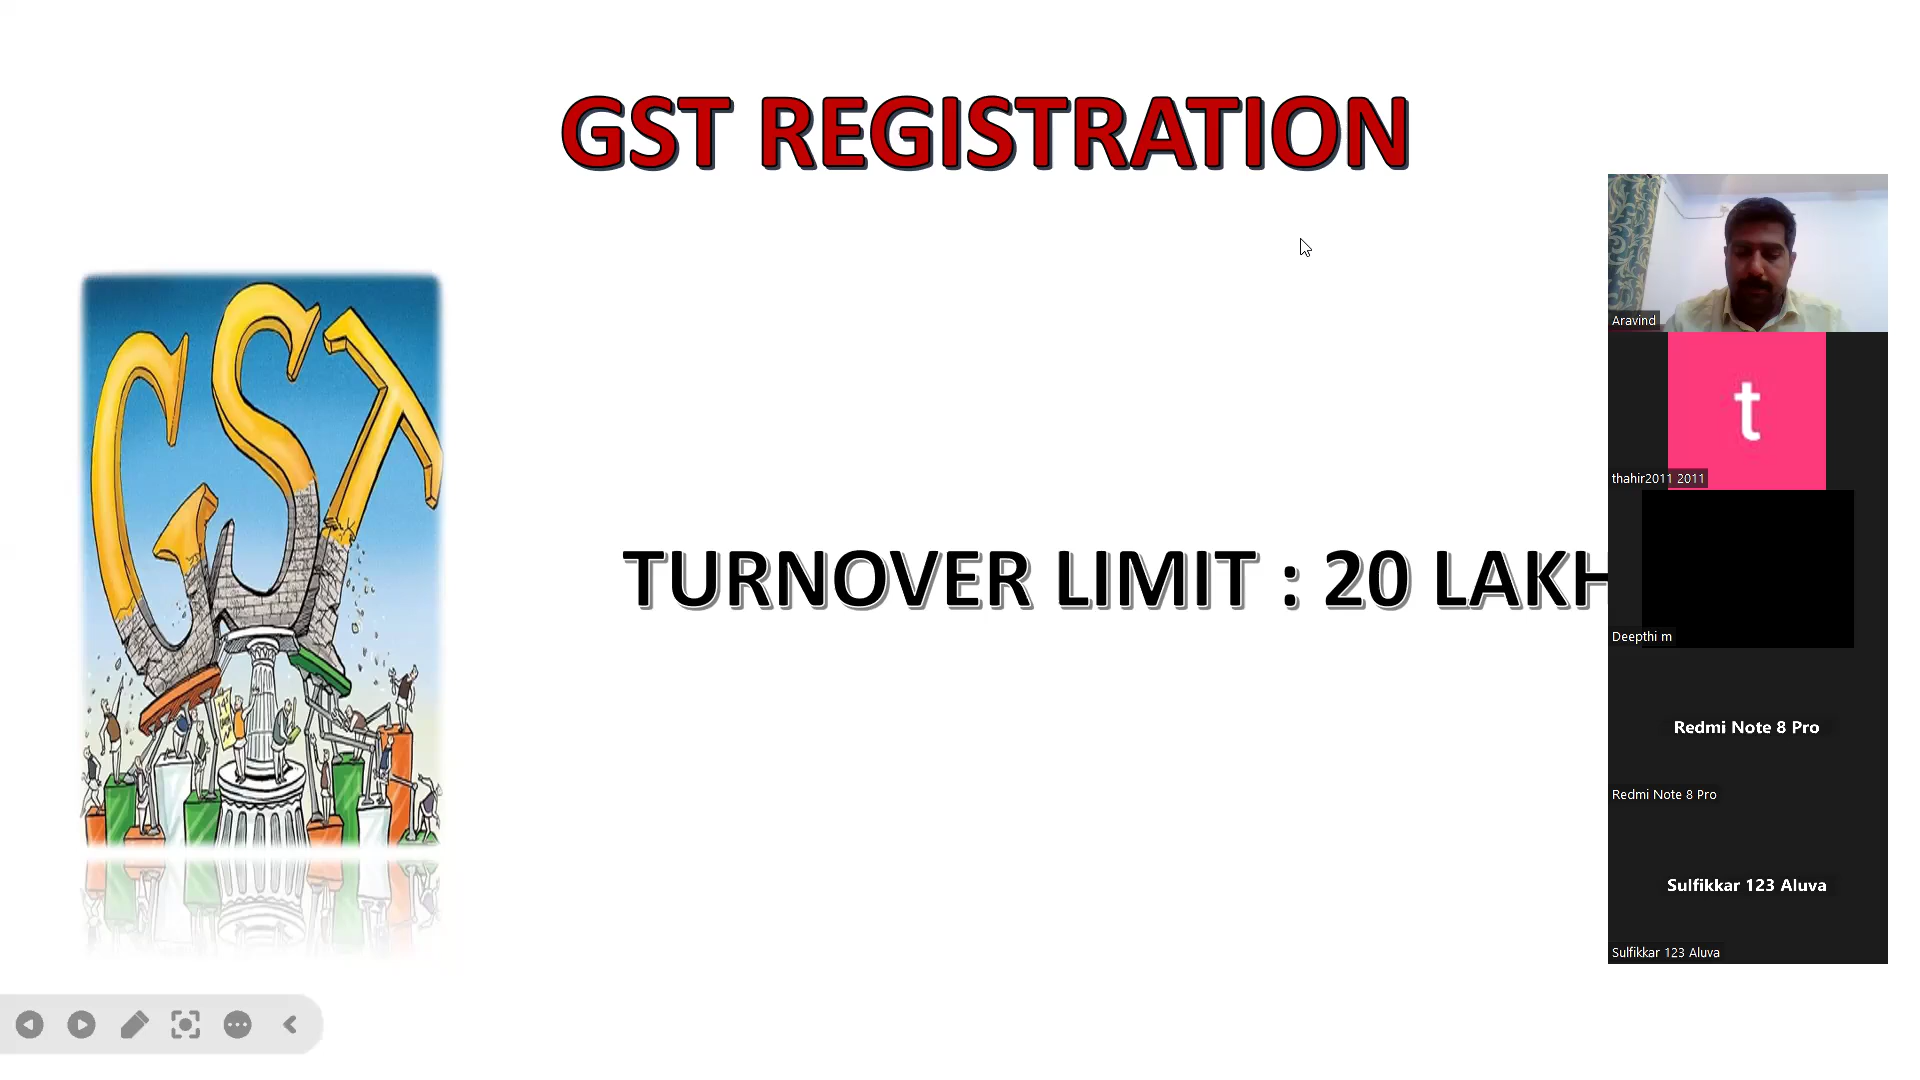 GST REGISTRATION
GST
TURNOVER LIMIT : 20 LAKH
Aravind
t
thahir2011 2011
Deepthi m
Redmi Note 8 Pro
Redmi Note 8 Pro
Sulfikkar 123 Aluva
Sulfikkar 123 Aluva